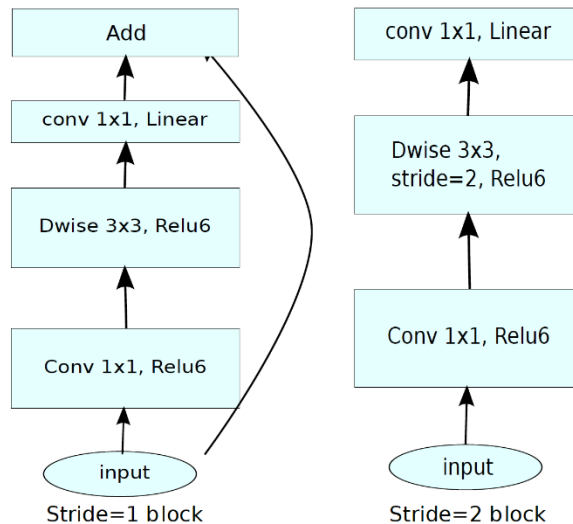 Add
conv 1x1, Linear
Dwise 3x3, Relu6
Conv 1x1, Relu6
input
Stride=1 block
conv 1x1, Linear
Dwise 3x3,
stride=2, Relu6
Conv 1x1, Relu6
input
Stride=2 block